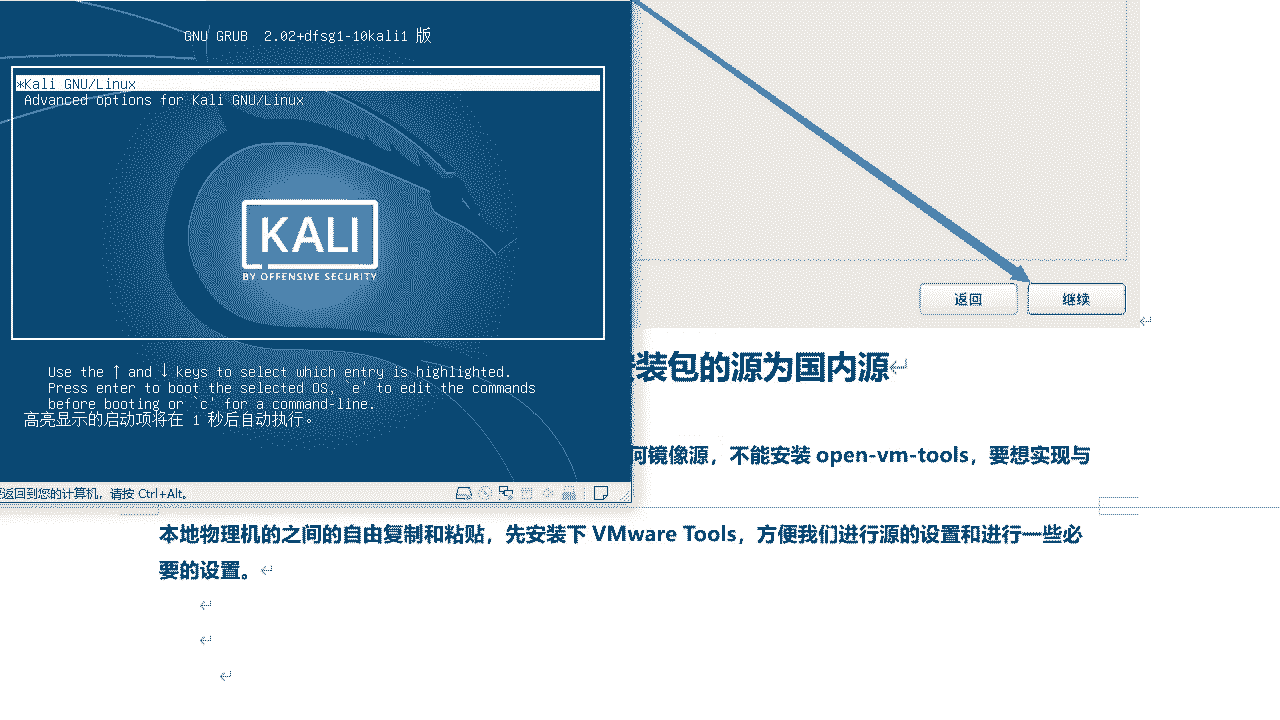 GNU GRUB 2.02+dfsg1-10kali1 版
*Kali GNU/Linux
Advanced options for Kali GNU/Linux
KALI
BY OFFENSIVE SECURITY
Use the ↑ and ↓ keys to select which entry is highlighted.
Press enter to boot the selected OS, `e' to edit the commands
before booting or `c' for a command-line.
高亮显示的启动项将在 1 秒后自动执行。
返回到您的计算机，请按 Ctrl+Alt。
返回
继续
装包的源为国内源
何镜像源，不能安装 open-vm-tools，要想实现与
本地物理机的之间的自由复制和粘贴，先安装下 VMware Tools，方便我们进行源的设置和进行一些必
要的设置。